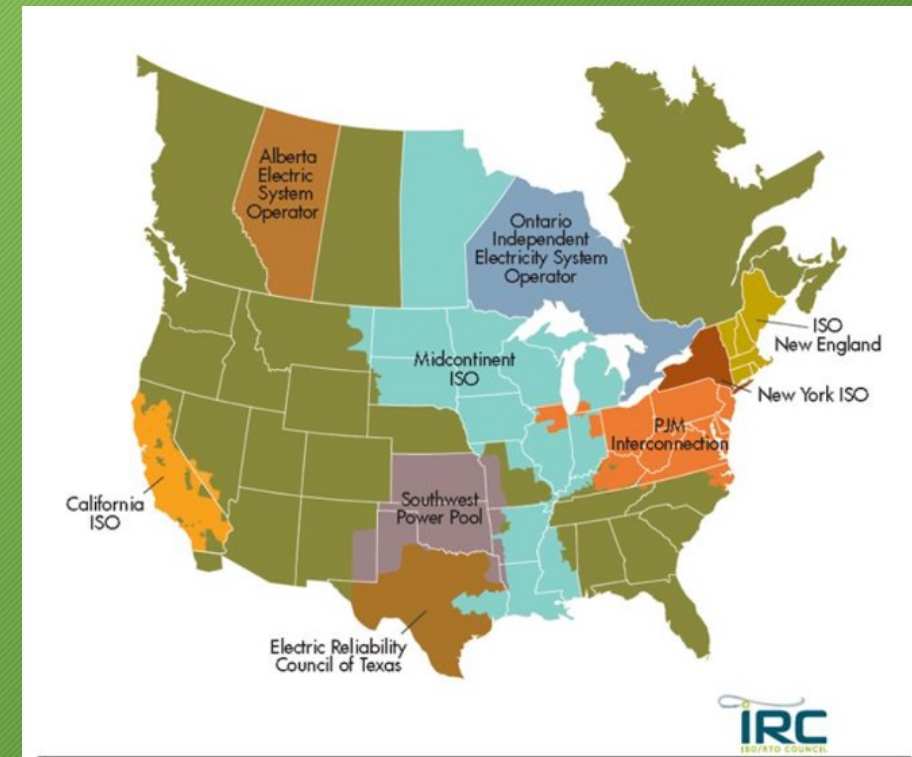 Alberta
Electric
System
Operator
Ontario
Independent
Electricity System
Operator
ISO
New England
Midcontinent
ISO
New York ISO
PJM
Interconnection
California
ISO
Southwest
Power Pool
Electric Reliability
Council of Texas
IRC
ISO/RTO COUNCIL